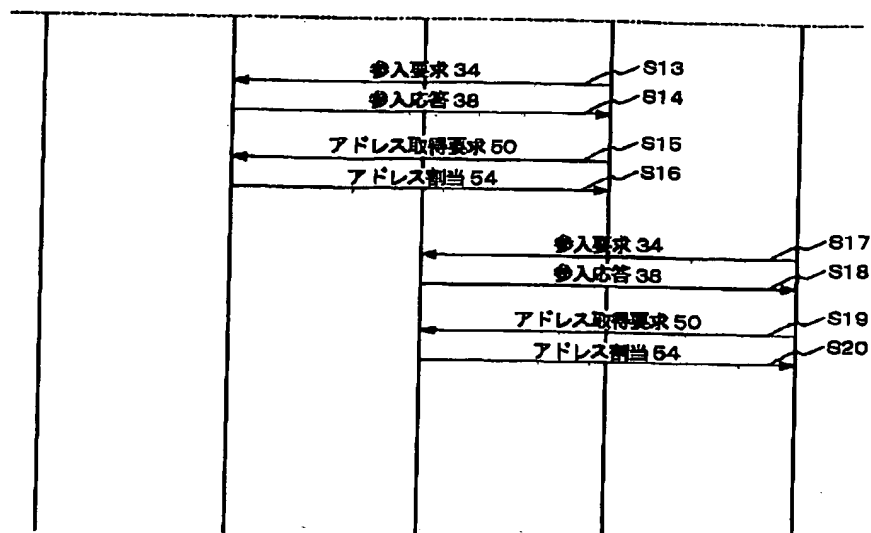 参入要求 34 S13
参入応答 38 S14
アドレス取得要求 50 S15
アドレス割当 54 S16
参入要求 34 S17
参入応答 38 S18
アドレス取得要求 50 S19
アドレス割当 54 S20